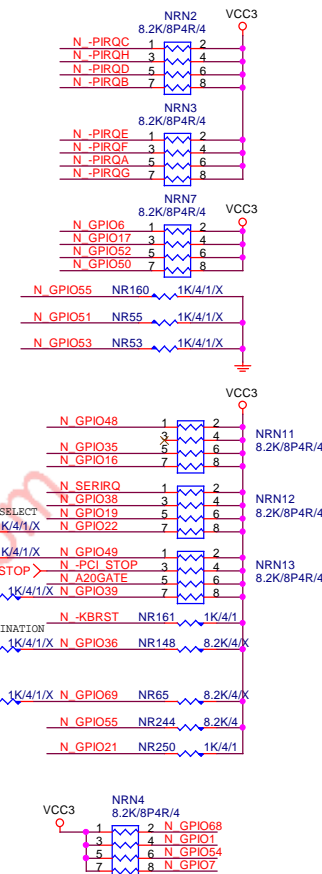 NRN2 VCC3
8.2K/8P4R/4
N_-PIRQC 1 2
N_-PIRQH 3 4
N_-PIRQD 5 6
N_-PIRQB 7 8
NRN3
8.2K/8P4R/4
N_-PIRQE 1 2
N_-PIRQF 3 4
N_-PIRQA 5 6
N_-PIRQG 7 8
NRN7
8.2K/8P4R/4 VCC3
N_GPIO6 1 2
N_GPIO17 3 4
N_GPIO52 5 6
N_GPIO50 7 8
N_GPIO55 NR160 1K/4/1/X
N_GPIO51 NR55 1K/4/1/X
N_GPIO53 NR53 1K/4/1/X
VCC3
N_GPIO48 1 2
3 4 NRN11
N_GPIO35 5 6 8.2K/8P4R/4
N_GPIO16 7 8
N_SERIRQ 1 2
N_GPIO38 3 4 NRN12
SELECT N_GPIO19 5 6 8.2K/8P4R/4
K/4/1/X N_GPIO22 7 8
K/4/1/X N_GPIO49 1 2
STOP N_-PCI_STOP 3 4 NRN13
N_A20GATE 5 6 8.2K/8P4R/4
1K/4/1/X N_GPIO39 7 8
N_-KBRST NR161 1K/4/1
INATION
1K/4/1/X N_GPIO36 NR148 8.2K/4/X
1K/4/1/X N_GPIO69 NR65 8.2K/4/X
N_GPIO55 NR244 8.2K/4
N_GPIO21 NR250 1K/4/1
NRN4
VCC3 8.2K/8P4R/4
1 2 N_GPIO68
3 4 N_GPIO1
5 6 N_GPIO54
7 8 N_GPIO7